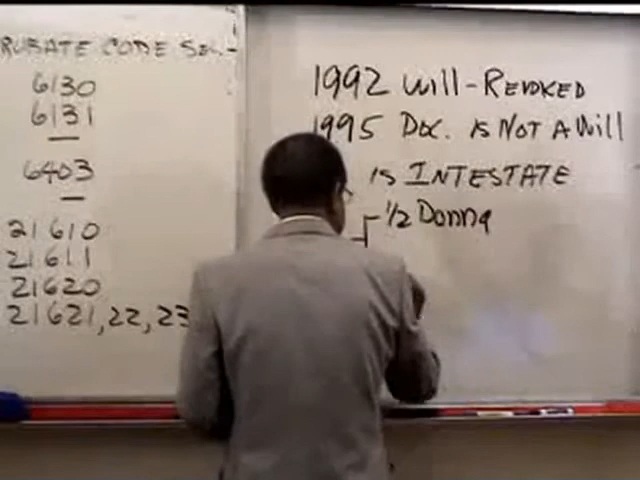 ROBATE CODE SEC.-
6130
6131
6403
21610
21611
21620
21621, 22, 23
1992 Will - REVOKED
1995 Doc. is Not A Will
is INTESTATE
1/2 Donna